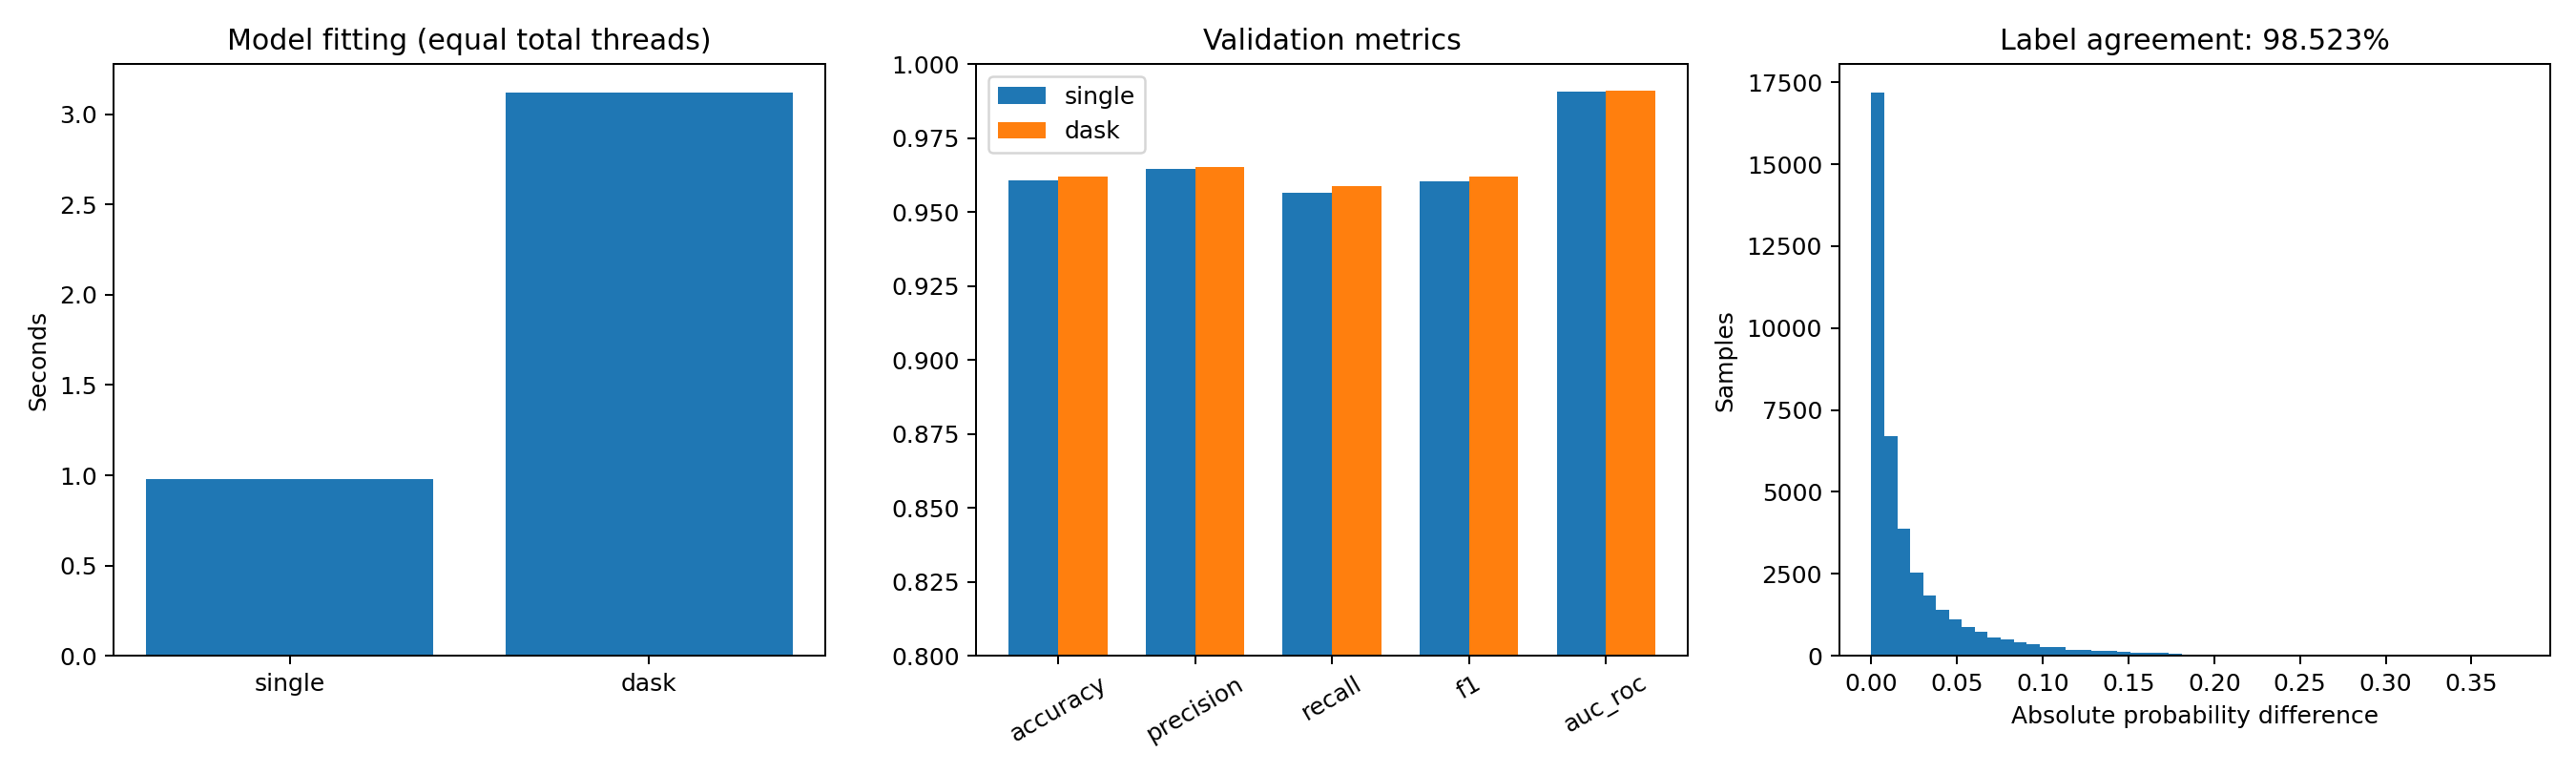 Model fitting (equal total threads)
Seconds
3.0
2.5
2.0
1.5
1.0
0.5
0.0
single
dask
Validation metrics
1.000
0.975
0.950
0.925
0.900
0.875
0.850
0.825
0.800
single
dask
accuracy
precision
recall
f1
auc_roc
Label agreement: 98.523%
Samples
17500
15000
12500
10000
7500
5000
2500
0
0.00
0.05
0.10
0.15
0.20
0.25
0.30
0.35
Absolute probability difference